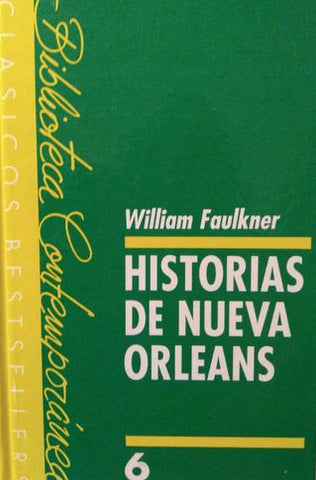 CLASICOS BESTSELLERS
Biblioteca Contemporánea
William Faulkner
HISTORIAS
DE NUEVA
ORLEANS
6